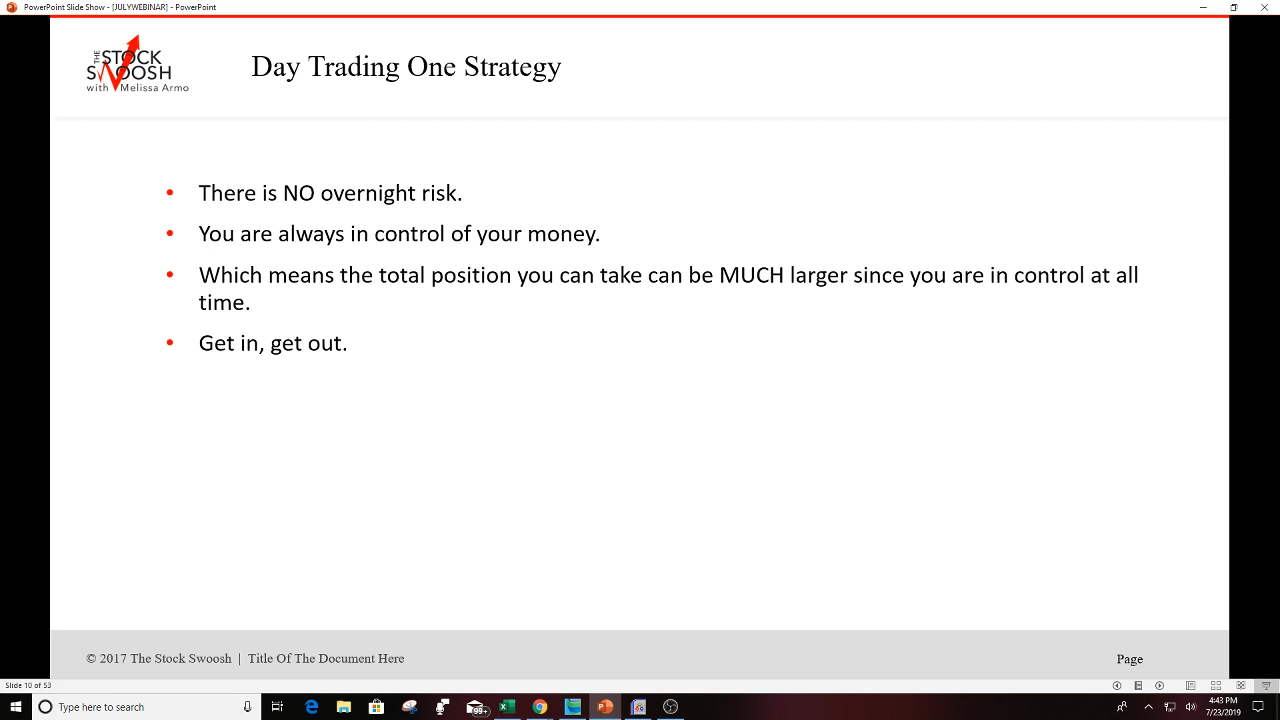 PowerPoint Slide Show - [JULYWEBINAR] - PowerPoint
THE
STOCK
SWOOSH
with Melissa Armo
Day Trading One Strategy
• There is NO overnight risk.
• You are always in control of your money.
• Which means the total position you can take can be MUCH larger since you are in control at all
time.
• Get in, get out.
© 2017 The Stock Swoosh | Title Of The Document Here
Page
Slide 10 of 53
Type here to search
99+
4:43 PM
7/23/2019